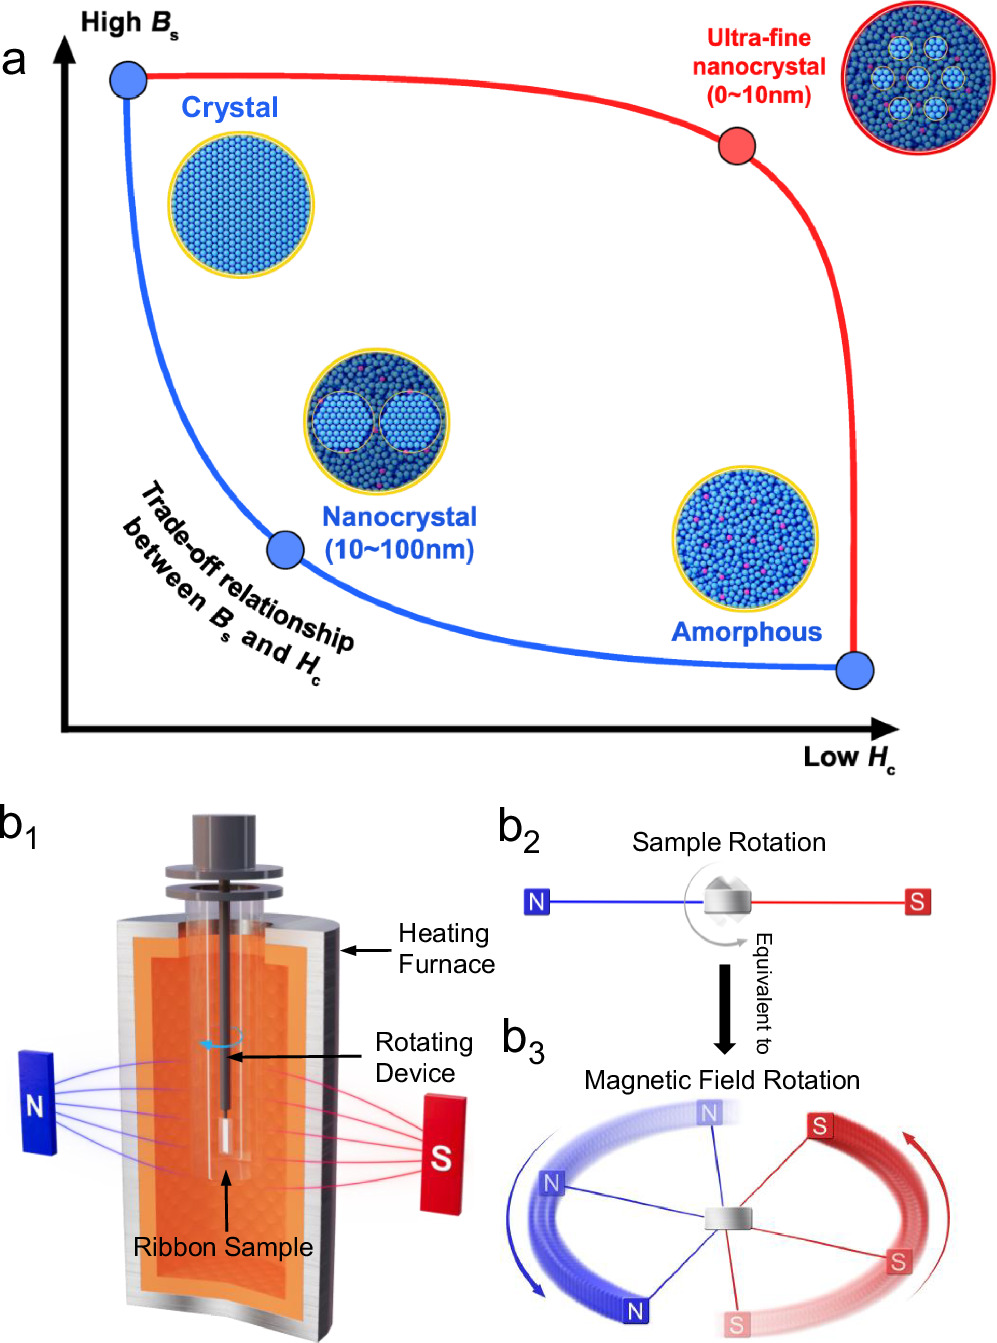 a
High Bs
Crystal
Ultra-fine
nanocrystal
(0~10nm)
Nanocrystal
(10~100nm)
Trade-off relationship
between Bs and Hc
Amorphous
Low Hc
b1
Heating
Furnace
Rotating
Device
N
S
Ribbon Sample
b2
Sample Rotation
N
S
Equivalent to
b3
Magnetic Field Rotation
N
S
N
S
N
S